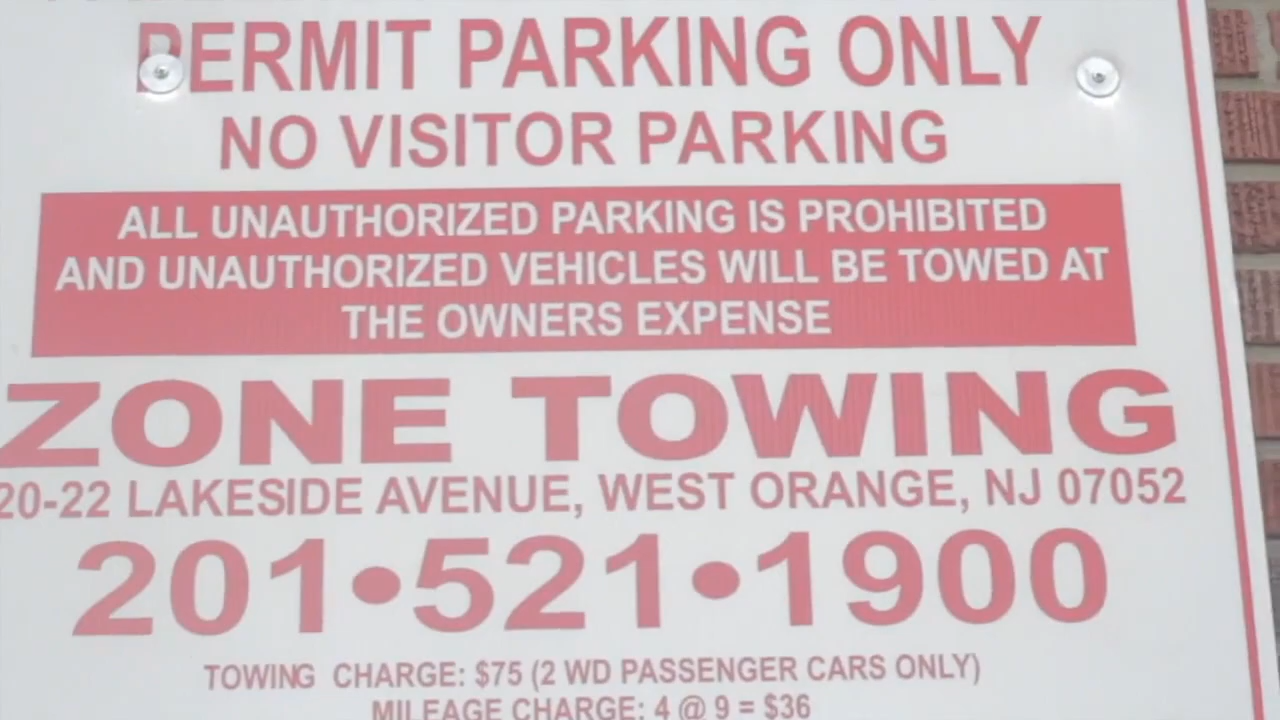 PERMIT PARKING ONLY
NO VISITOR PARKING
ALL UNAUTHORIZED PARKING IS PROHIBITED
AND UNAUTHORIZED VEHICLES WILL BE TOWED AT
THE OWNERS EXPENSE
ZONE TOWING
20-22 LAKESIDE AVENUE, WEST ORANGE, NJ 07052
201•521•1900
TOWING CHARGE: $75 (2 WD PASSENGER CARS ONLY)
MILEAGE CHARGE: 4 @ 9 = $36